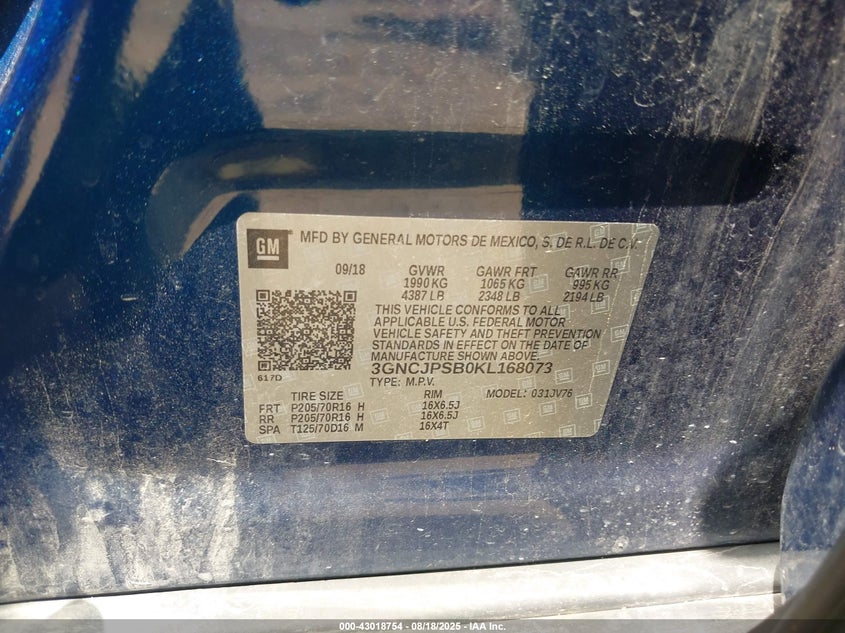 GM MFD BY GENERAL MOTORS DE MEXICO, S. DE R.L. DE C.V.
09/18 GVWR GAWR FRT GAWR RR
1990 KG 1065 KG 995 KG
4387 LB 2348 LB 2194 LB
THIS VEHICLE CONFORMS TO ALL
APPLICABLE U.S. FEDERAL MOTOR
VEHICLE SAFETY AND THEFT PREVENTION
STANDARDS IN EFFECT ON THE DATE OF
MANUFACTURE SHOWN ABOVE.
617D 3GNCJPSB0KL168073
TYPE: M.P.V. MODEL: 031JV76
TIRE SIZE RIM
FRT P205/70R16 H 16X6.5J
RR P205/70R16 H 16X6.5J
SPA T125/70D16 M 16X4T
000-43018754 - 08/18/2025 - IAA Inc.